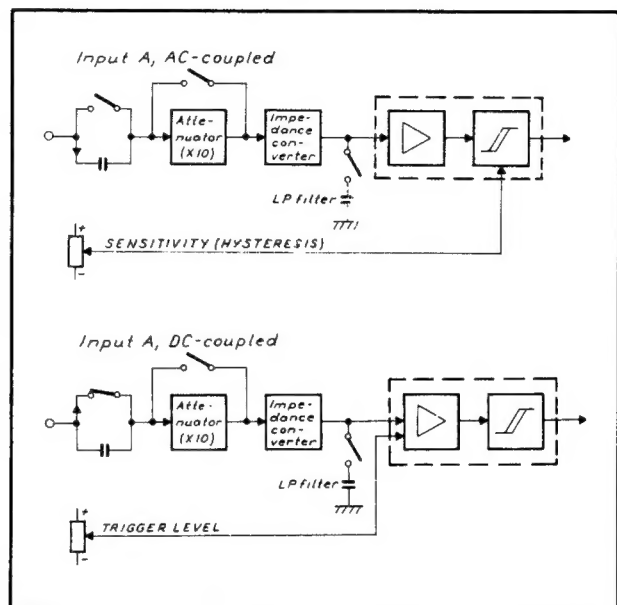 Input A, AC-coupled
Atte-
nuator
(X10)
Impe-
dance
con-
verter
LP filter
+
SENSITIVITY (HYSTERESIS)
-
Input A, DC-coupled
Atte-
nuator
(X10)
Impe-
dance
con-
verter
LP filter
+
TRIGGER LEVEL
-